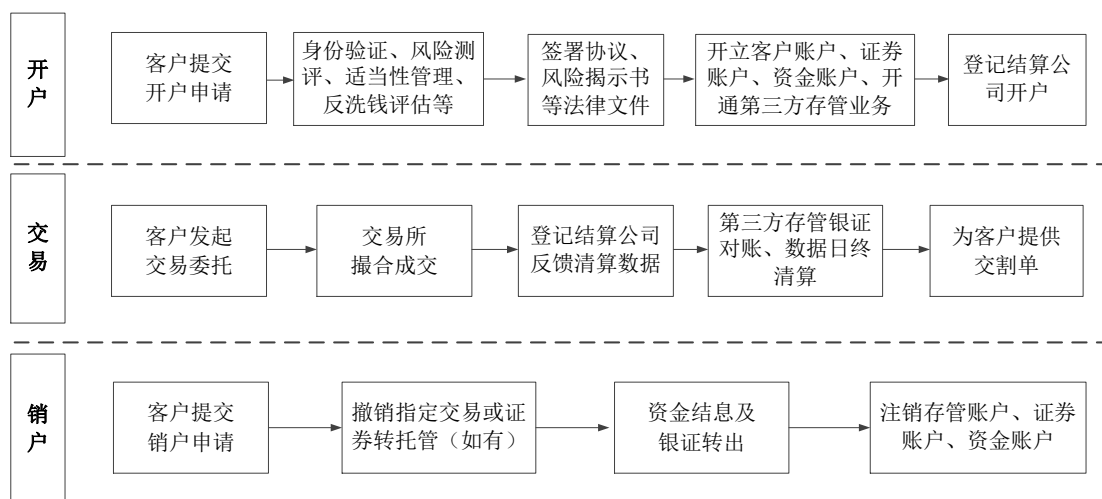 开
户
客户提交
开户申请
身份验证、风险测
评、适当性管理、
反洗钱评估等
签署协议、
风险揭示书
等法律文件
开立客户账户、证券
账户、资金账户、开
通第三方存管业务
登记结算公
司开户
交
易
客户发起
交易委托
交易所
撮合成交
登记结算公司
反馈清算数据
第三方存管银证
对账、数据日终
清算
为客户提供
交割单
销
户
客户提交
销户申请
撤销指定交易或证
券转托管（如有）
资金结息及
银证转出
注销存管账户、证券
账户、资金账户